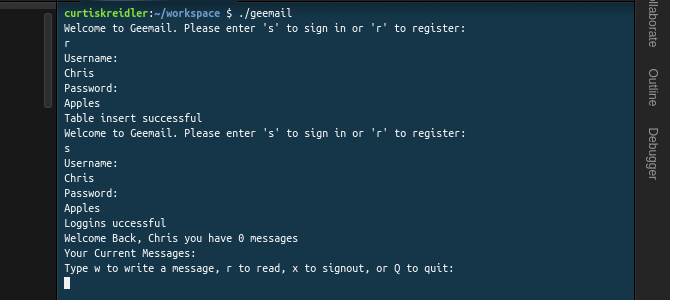 curtiskreidler:~/workspace $ ./geemail
Welcome to Geemail. Please enter 's' to sign in or 'r' to register:
r
Username:
Chris
Password:
Apples
Table insert successful
Welcome to Geemail. Please enter 's' to sign in or 'r' to register:
s
Username:
Chris
Password:
Apples
Loggins uccessful
Welcome Back, Chris you have 0 messages
Your Current Messages:
Type w to write a message, r to read, x to signout, or Q to quit:
Outline
Debugger